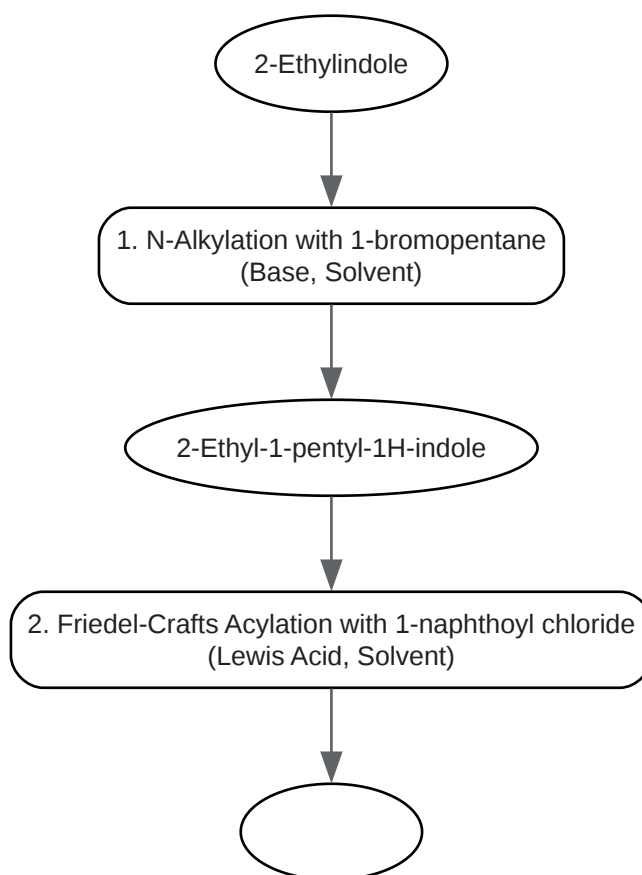 2-Ethylindole
1. N-Alkylation with 1-bromopentane
(Base, Solvent)
2-Ethyl-1-pentyl-1H-indole
2. Friedel-Crafts Acylation with 1-naphthoyl chloride
(Lewis Acid, Solvent)